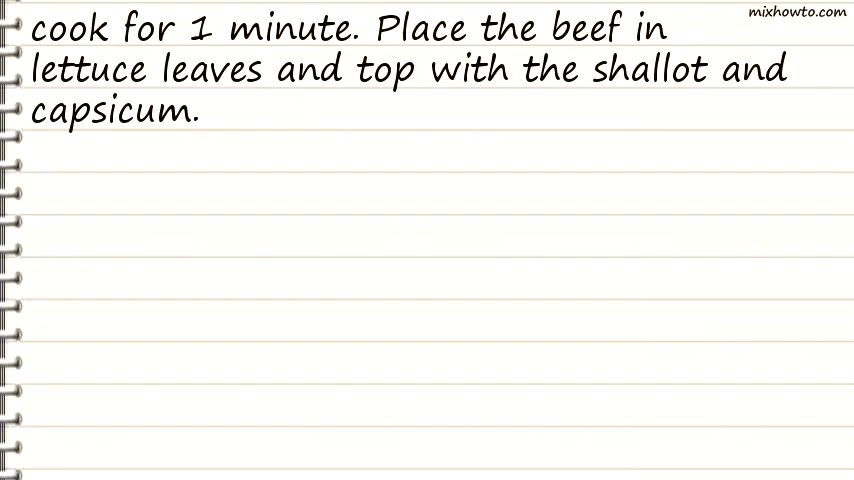 mixhowto.com
cook for 1 minute. Place the beef in
lettuce leaves and top with the shallot and
capsicum.